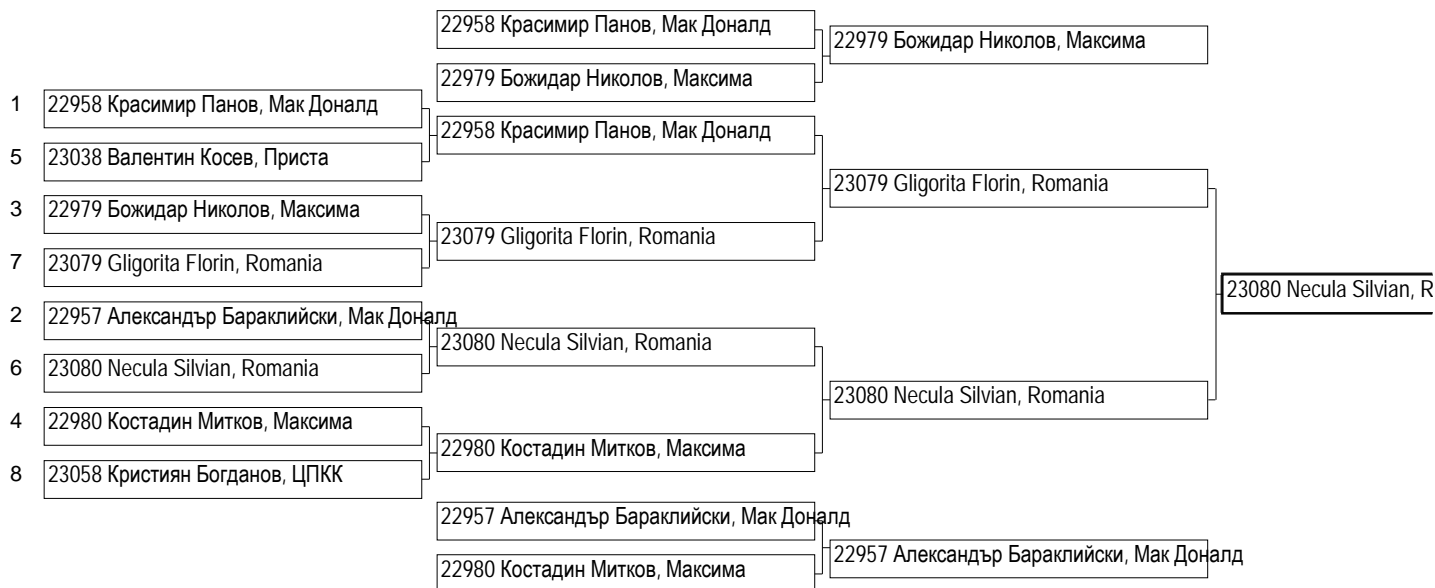 22958 Красимир Панов, Мак Доналд
22979 Божидар Николов, Максима
22979 Божидар Николов, Максима
1 22958 Красимир Панов, Мак Доналд
22958 Красимир Панов, Мак Доналд
5 23038 Валентин Косев, Приста
23079 Gligorita Florin, Romania
3 22979 Божидар Николов, Максима
23079 Gligorita Florin, Romania
7 23079 Gligorita Florin, Romania
23080 Necula Silvian, R
2 22957 Александър Бараклийски, Мак Доналд
23080 Necula Silvian, Romania
6 23080 Necula Silvian, Romania
23080 Necula Silvian, Romania
4 22980 Костадин Митков, Максима
22980 Костадин Митков, Максима
8 23058 Кристиян Богданов, ЦПКК
22957 Александър Бараклийски, Мак Доналд
22957 Александър Бараклийски, Мак Доналд
22980 Костадин Митков, Максима